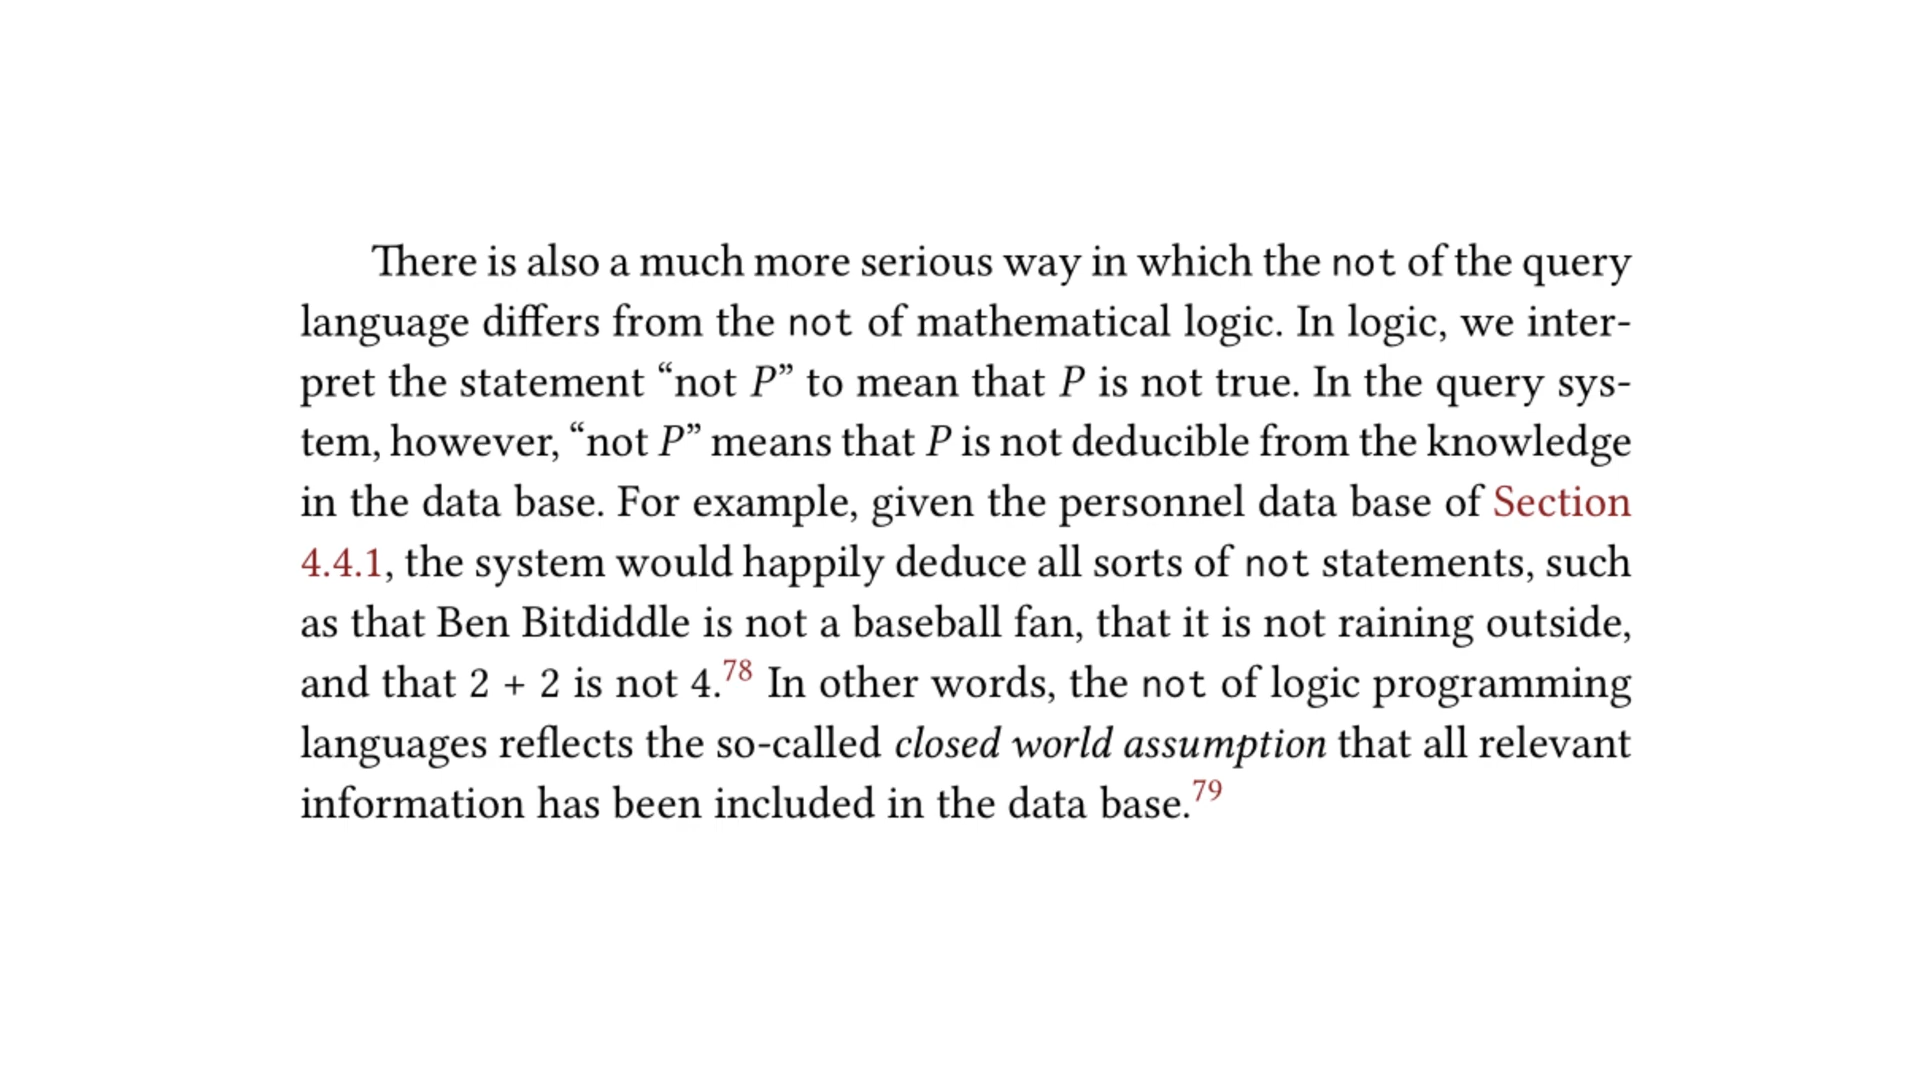 There is also a much more serious way in which the not of the query
language differs from the not of mathematical logic. In logic, we inter-
pret the statement “not P” to mean that P is not true. In the query sys-
tem, however, “not P” means that P is not deducible from the knowledge
in the data base. For example, given the personnel data base of Section
4.4.1, the system would happily deduce all sorts of not statements, such
as that Ben Bitdiddle is not a baseball fan, that it is not raining outside,
and that 2 + 2 is not 4.78 In other words, the not of logic programming
languages reflects the so-called closed world assumption that all relevant
information has been included in the data base.79